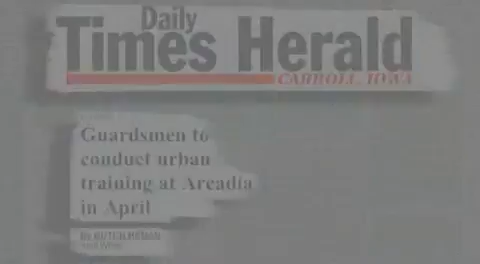 Daily
Times Herald
CARROLL, IOWA
Guardsmen to
conduct urban
training at Arcadia
in April